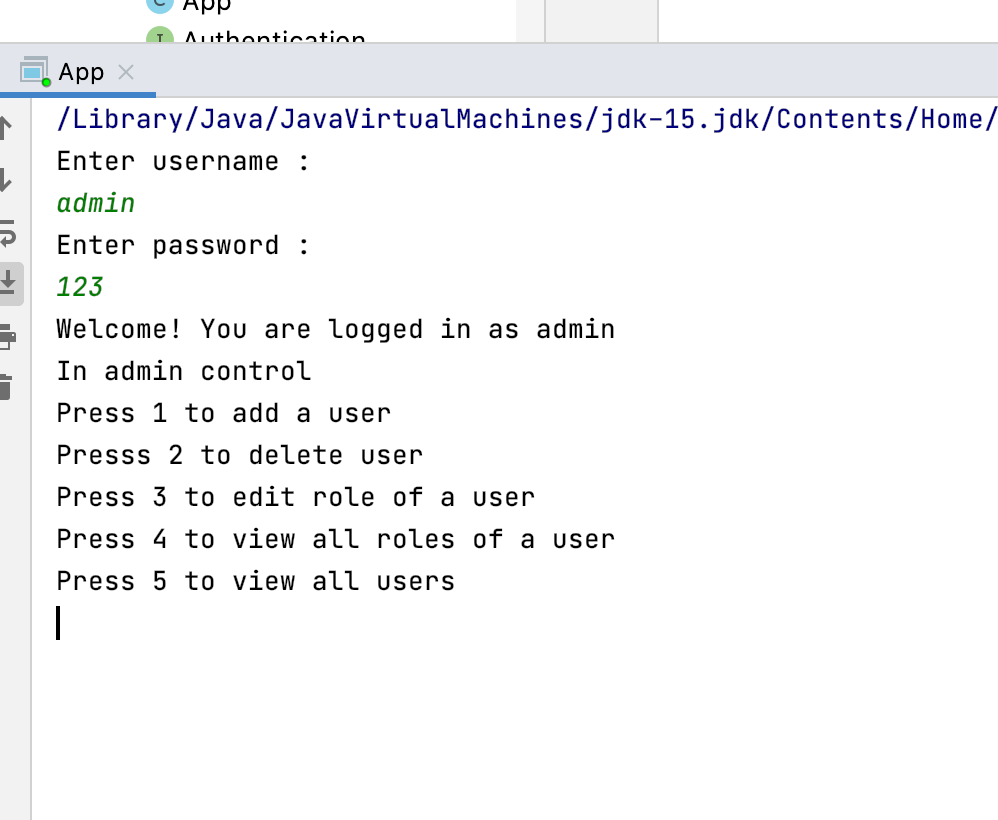 App
Authentication
App
/Library/Java/JavaVirtualMachines/jdk-15.jdk/Contents/Home/
Enter username :
admin
Enter password :
123
Welcome! You are logged in as admin
In admin control
Press 1 to add a user
Presss 2 to delete user
Press 3 to edit role of a user
Press 4 to view all roles of a user
Press 5 to view all users